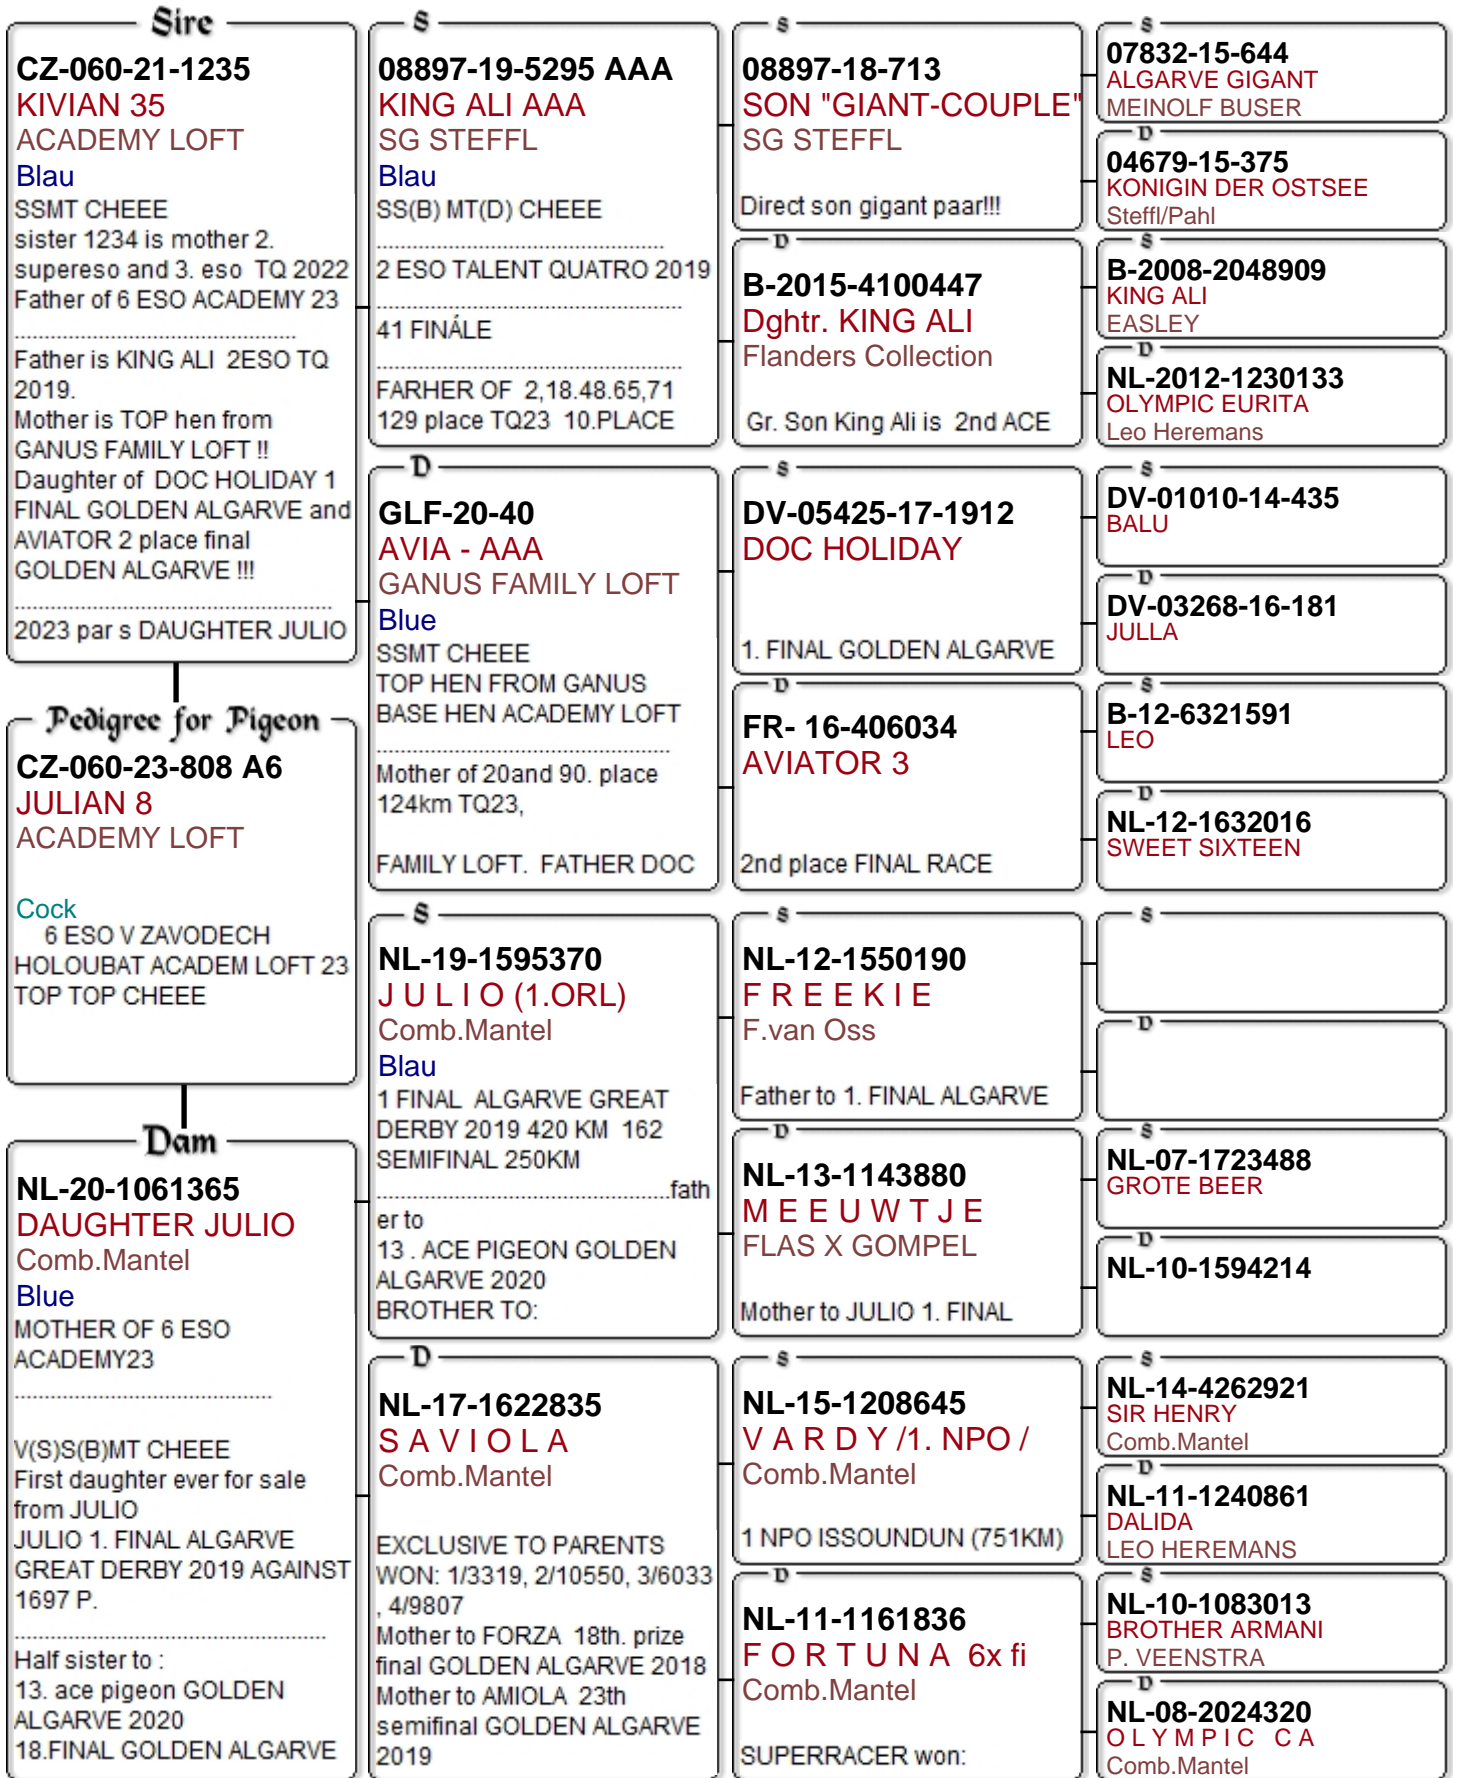 Sire
CZ-060-21-1235
KIVIAN 35
ACADEMY LOFT
Blau
SSMT CHEEE
sister 1234 is mother 2.
supereso and 3. eso TQ 2022
Father of 6 ESO ACADEMY 23
..............................................
Father is KING ALI 2ESO TQ
2019.
Mother is TOP hen from
GANUS FAMILY LOFT !!
Daughter of DOC HOLIDAY 1
FINAL GOLDEN ALGARVE and
AVIATOR 2 place final
GOLDEN ALGARVE !!!
....................................................
2023 par s DAUGHTER JULIO
Pedigree for Pigeon
CZ-060-23-808 A6
JULIAN 8
ACADEMY LOFT
Cock
6 ESO V ZAVODECH
HOLOUBAT ACADEM LOFT 23
TOP TOP CHEEE
Dam
NL-20-1061365
DAUGHTER JULIO
Comb.Mantel
Blue
MOTHER OF 6 ESO
ACADEMY23
..........................................
V(S)S(B)MT CHEEE
First daughter ever for sale
from JULIO
JULIO 1. FINAL ALGARVE
GREAT DERBY 2019 AGAINST
1697 P.
...................................................
Half sister to :
13. ace pigeon GOLDEN
ALGARVE 2020
18.FINAL GOLDEN ALGARVE
S
08897-19-5295 AAA
KING ALI AAA
SG STEFFL
Blau
SS(B) MT(D) CHEEE
...............................................
2 ESO TALENT QUATRO 2019
..................................................
41 FINÁLE
..................................................
FARHER OF 2,18.48.65,71
129 place TQ23 10.PLACE
D
GLF-20-40
AVIA - AAA
GANUS FAMILY LOFT
Blue
SSMT CHEEE
TOP HEN FROM GANUS
BASE HEN ACADEMY LOFT
................................................
Mother of 20and 90. place
124km TQ23,
FAMILY LOFT. FATHER DOC
S
NL-19-1595370
J U L I O (1.ORL)
Comb.Mantel
Blau
1 FINAL ALGARVE GREAT
DERBY 2019 420 KM 162
SEMIFINAL 250KM
................................................fath
er to
13 . ACE PIGEON GOLDEN
ALGARVE 2020
BROTHER TO:
D
NL-17-1622835
S A V I O L A
Comb.Mantel
EXCLUSIVE TO PARENTS
WON: 1/3319, 2/10550, 3/6033
, 4/9807
Mother to FORZA 18th. prize
final GOLDEN ALGARVE 2018
Mother to AMIOLA 23th
semifinal GOLDEN ALGARVE
2019
S
08897-18-713
SON "GIANT-COUPLE"
SG STEFFL
Direct son gigant paar!!!
D
B-2015-4100447
Dghtr. KING ALI
Flanders Collection
Gr. Son King Ali is 2nd ACE
S
DV-05425-17-1912
DOC HOLIDAY
1. FINAL GOLDEN ALGARVE
D
FR- 16-406034
AVIATOR 3
2nd place FINAL RACE
S
NL-12-1550190
F R E E K I E
F.van Oss
Father to 1. FINAL ALGARVE
D
NL-13-1143880
M E E U W T J E
FLAS X GOMPEL
Mother to JULIO 1. FINAL
S
NL-15-1208645
V A R D Y /1. NPO /
Comb.Mantel
1 NPO ISSOUNDUN (751KM)
D
NL-11-1161836
F O R T U N A 6x fi
Comb.Mantel
SUPERRACER won:
S
07832-15-644
ALGARVE GIGANT
MEINOLF BUSER
D
04679-15-375
KONIGIN DER OSTSEE
Steffl/Pahl
S
B-2008-2048909
KING ALI
EASLEY
D
NL-2012-1230133
OLYMPIC EURITA
Leo Heremans
S
DV-01010-14-435
BALU
D
DV-03268-16-181
JULLA
S
B-12-6321591
LEO
D
NL-12-1632016
SWEET SIXTEEN
S
D
S
NL-07-1723488
GROTE BEER
D
NL-10-1594214
S
NL-14-4262921
SIR HENRY
Comb.Mantel
D
NL-11-1240861
DALIDA
LEO HEREMANS
S
NL-10-1083013
BROTHER ARMANI
P. VEENSTRA
D
NL-08-2024320
O L Y M P I C C A
Comb.Mantel